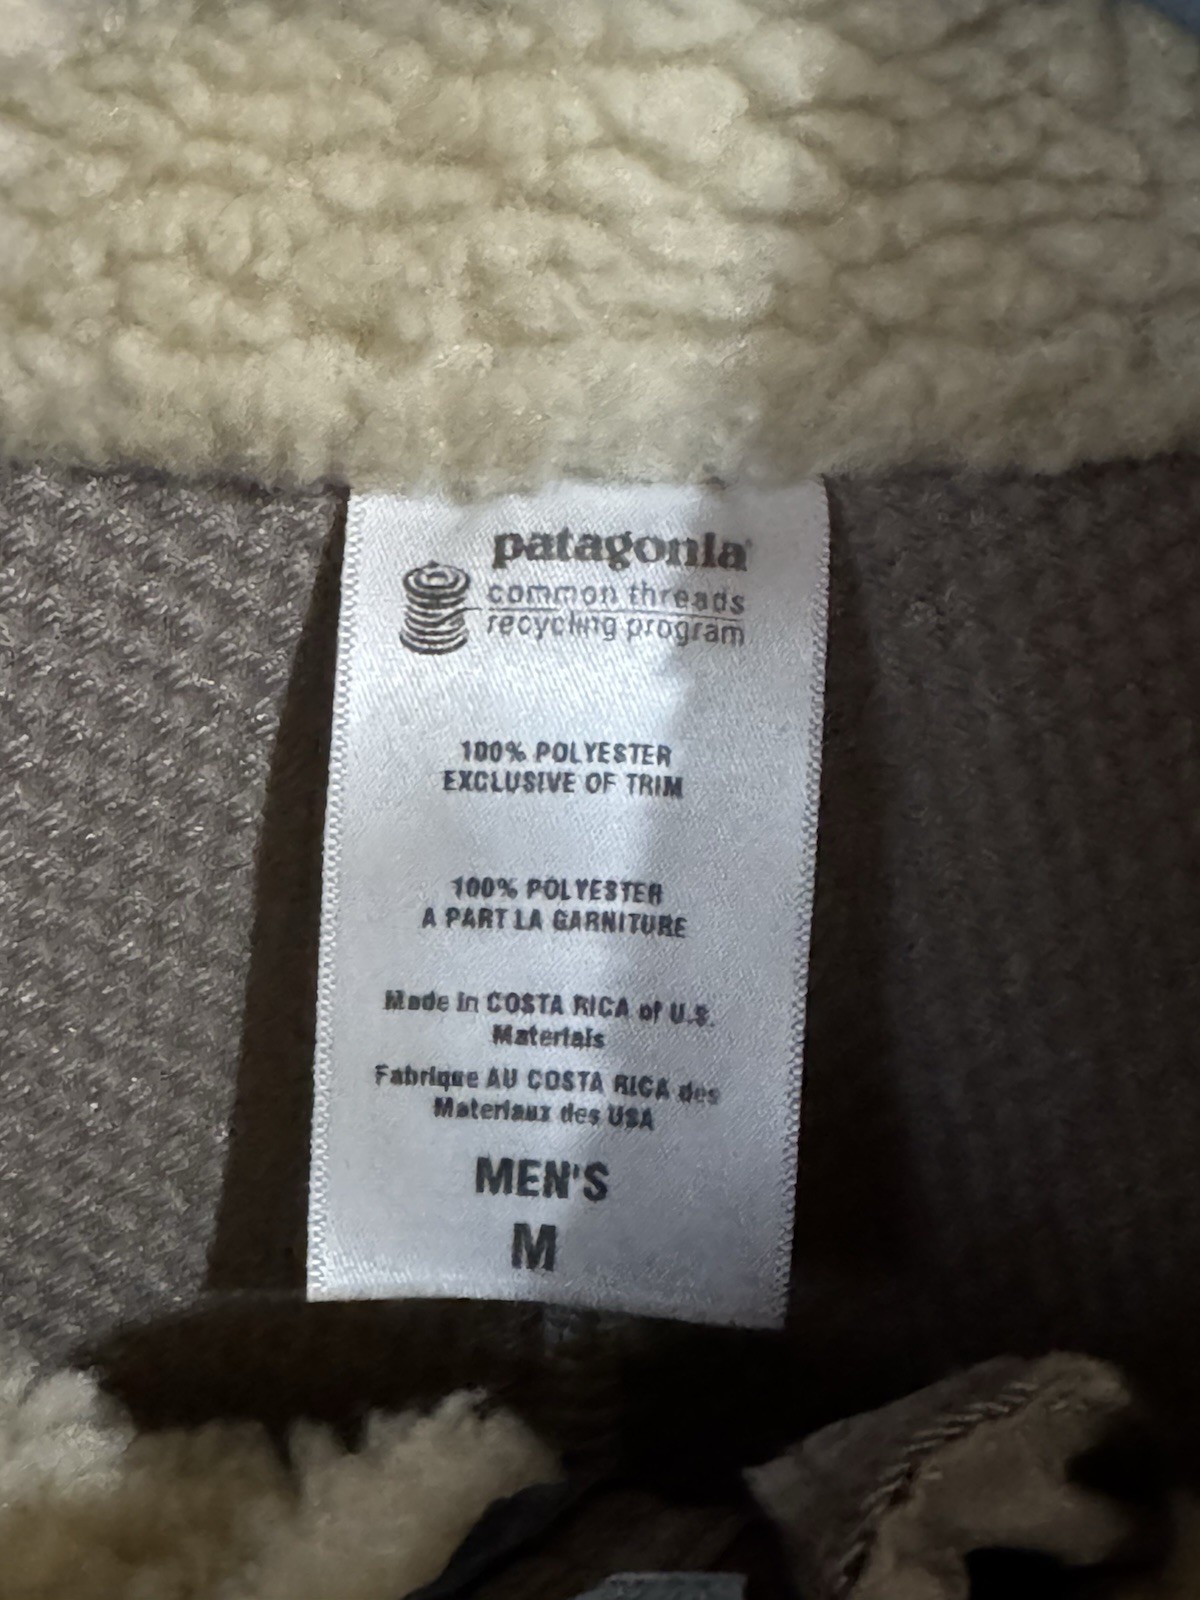 patagonia
common threads
recycling program
100% POLYESTER
EXCLUSIVE OF TRIM
100% POLYESTER
A PART LA GARNITURE
Made in COSTA RICA of U.S.
Materials
Fabrique AU COSTA RICA des
Materiaux des USA
MEN'S
M